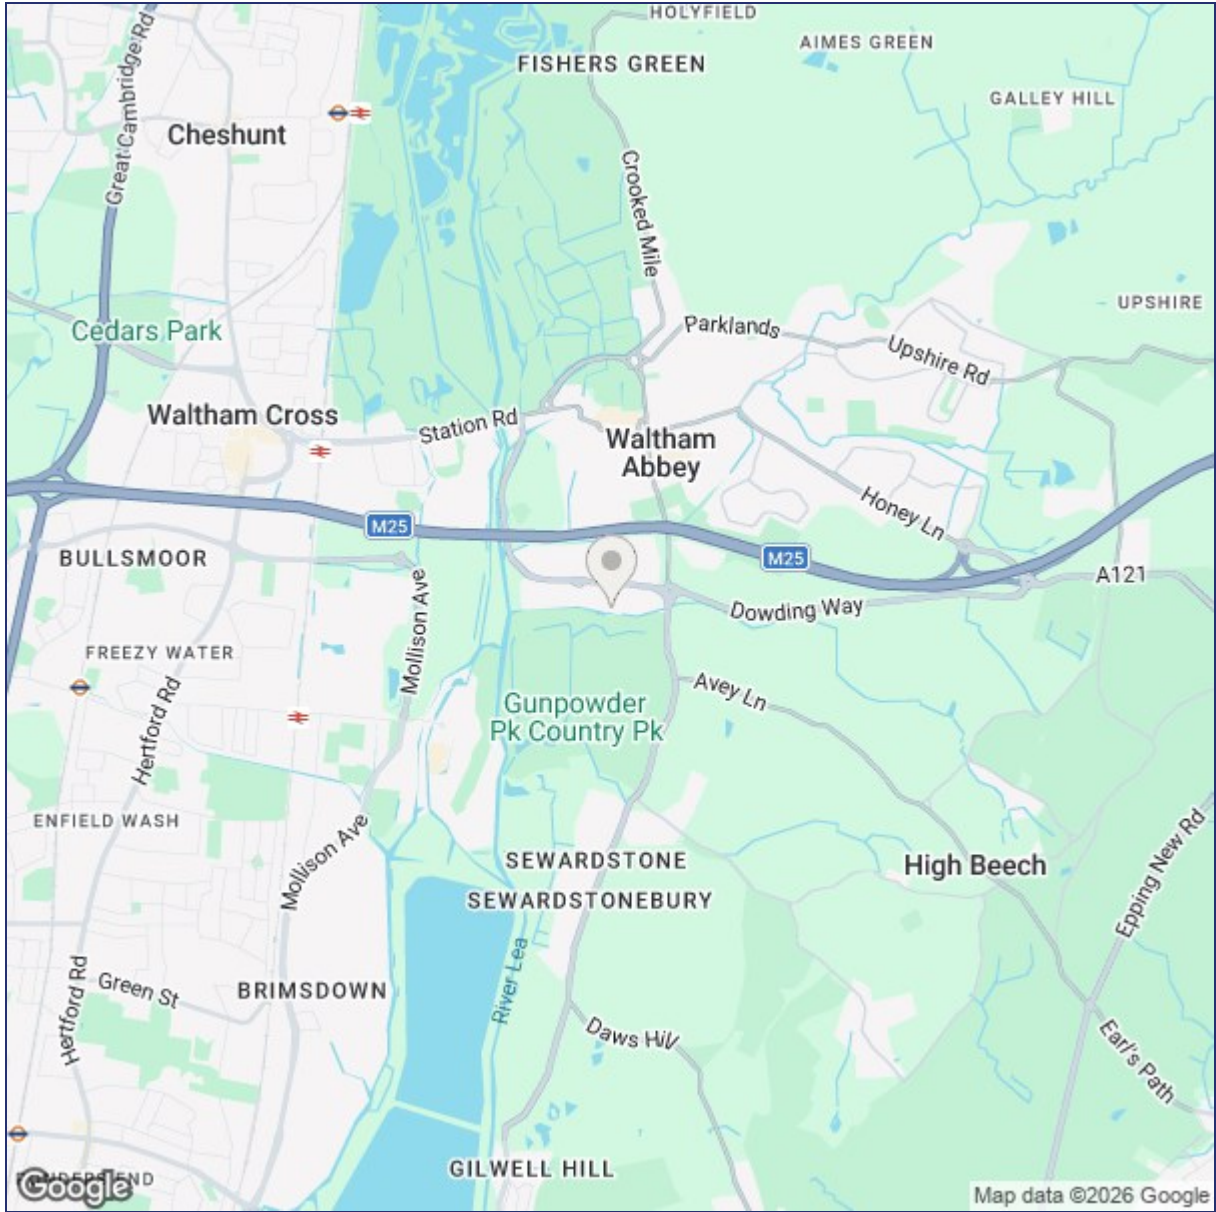 HOLYFIELD
Great Cambridge Rd
AIMES GREEN
FISHERS GREEN
GALLEY HILL
Cheshunt
Crooked Mile
UPSHIRE
Cedars Park
Parklands
Upshire Rd
Waltham Cross
Station Rd
Waltham
Abbey
Honey Ln
M25
M25
BULLSMOOR
A121
Mollison Ave
Dowding Way
FREEZY WATER
Hertford Rd
Avey Ln
Gunpowder
Pk Country Pk
ENFIELD WASH
Mollison Ave
SEWARDSTONE
High Beech
Epping New Rd
SEWARDSTONEBURY
River Lea
Hertford Rd
Green St
BRIMSDOWN
Daws Hill
Earl's Path
GILWELL HILL
Google
Map data ©2026 Google